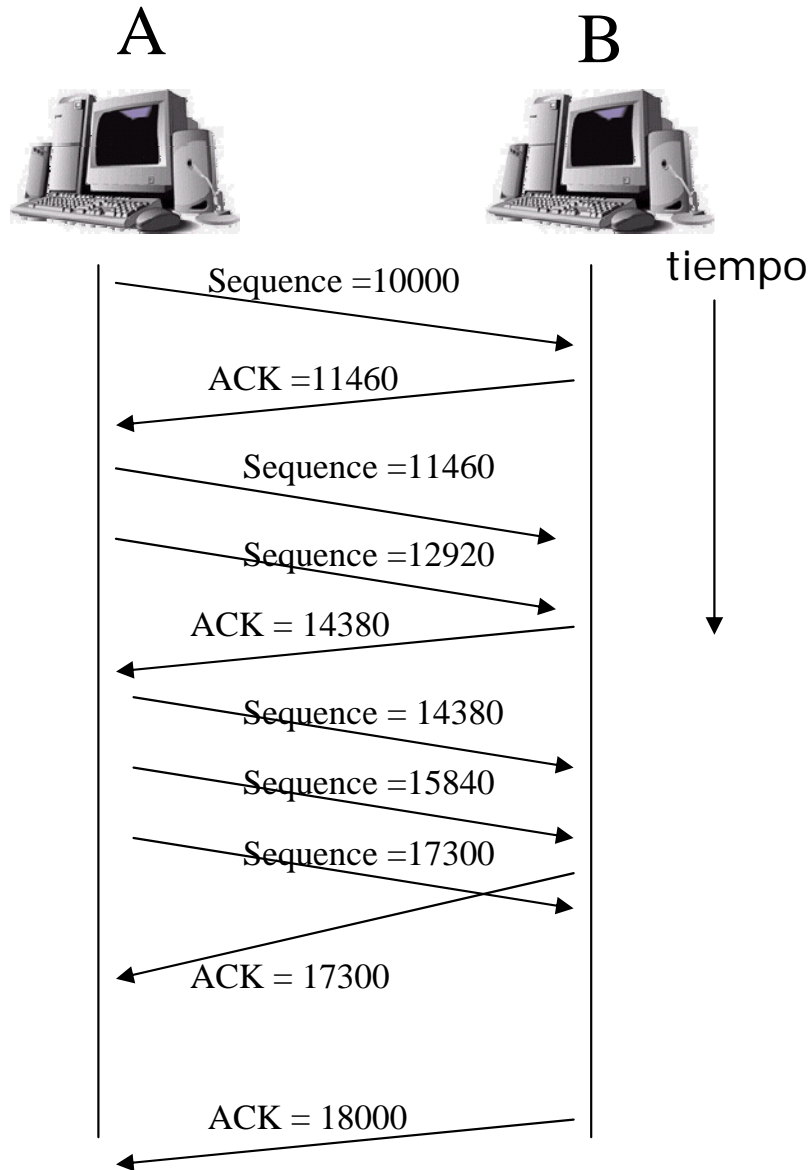 A
B
tiempo
Sequence =10000
ACK =11460
Sequence =11460
Sequence =12920
ACK = 14380
Sequence = 14380
Sequence =15840
Sequence =17300
ACK = 17300
ACK = 18000